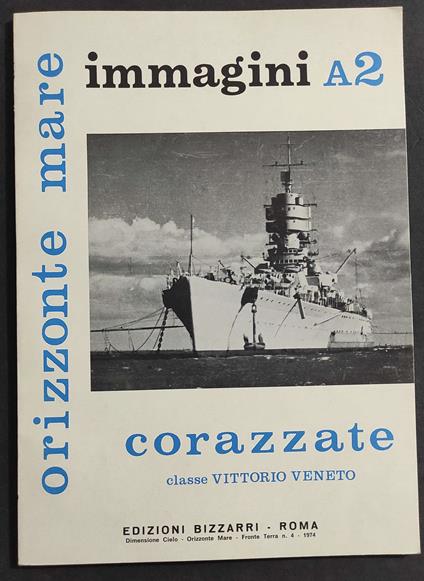 orizzonte mare
immagini A2
corazzate
classe VITTORIO VENETO
EDIZIONI BIZZARRI - ROMA
Dimensione Cielo - Orizzonte Mare - Fronte Terra n. 4 - 1974